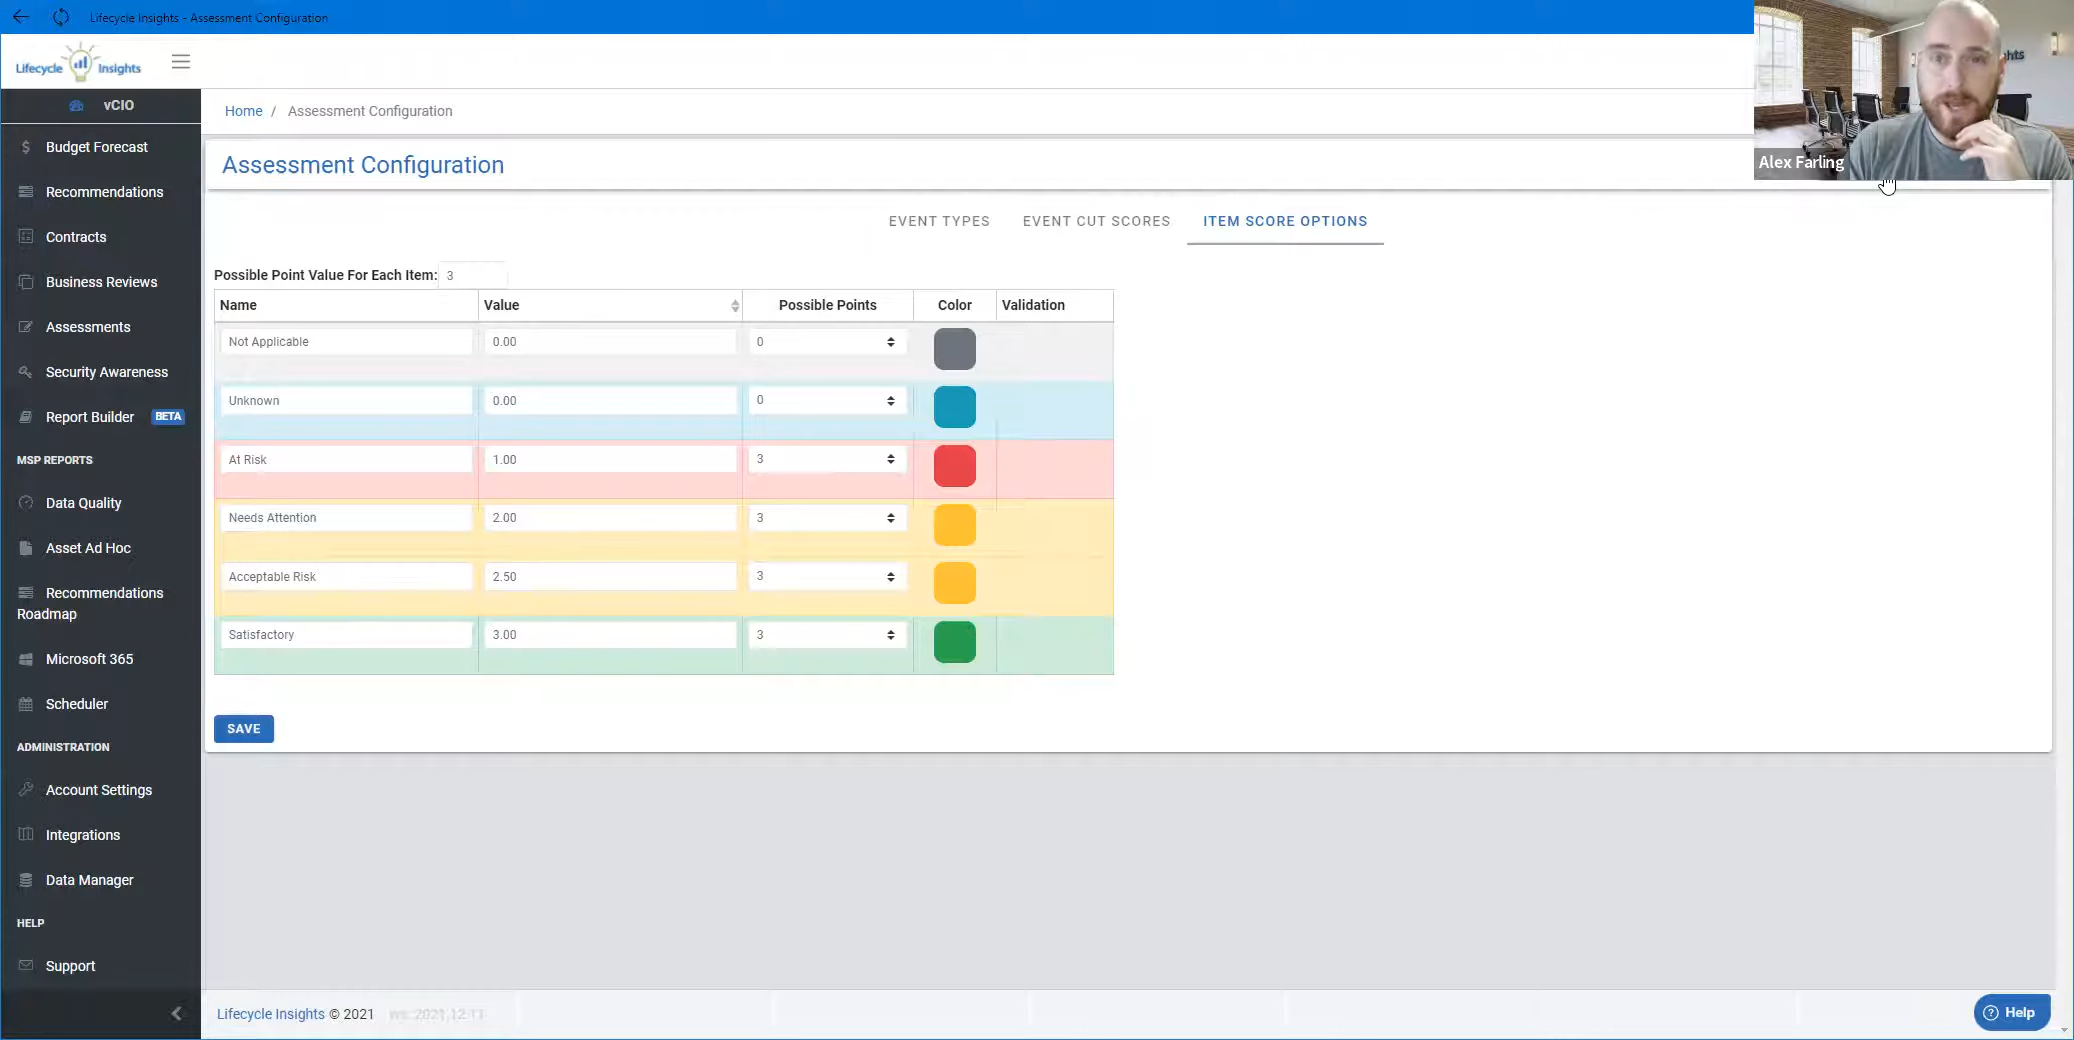 Lifecycle Insights - Assessment Configuration
Lifecycle Insights
vCIO
Budget Forecast
Recommendations
Contracts
Business Reviews
Assessments
Security Awareness
Report Builder BETA
MSP REPORTS
Data Quality
Asset Ad Hoc
Recommendations
Roadmap
Microsoft 365
Scheduler
ADMINISTRATION
Account Settings
Integrations
Data Manager
HELP
Support
Home / Assessment Configuration
Assessment Configuration
EVENT TYPES EVENT CUT SCORES ITEM SCORE OPTIONS
Possible Point Value For Each Item: 3
Name Value Possible Points Color Validation
Not Applicable 0.00 0
Unknown 0.00 0
At Risk 1.00 3
Needs Attention 2.00 3
Acceptable Risk 2.50 3
Satisfactory 3.00 3
SAVE
Lifecycle Insights © 2021 ws: 2021.12.11
Help
Alex Farling